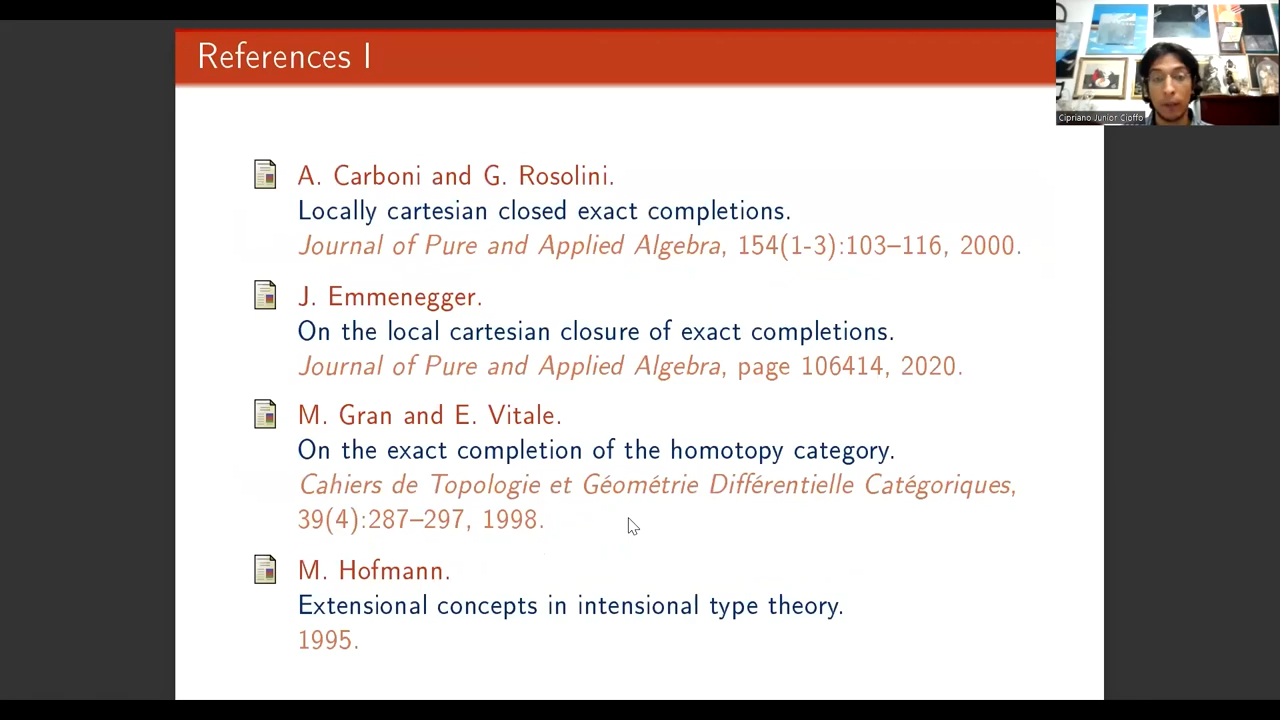 References I
Cipriano Junior Cioffo
A. Carboni and G. Rosolini.
Locally cartesian closed exact completions.
Journal of Pure and Applied Algebra, 154(1-3):103–116, 2000.
J. Emmenegger.
On the local cartesian closure of exact completions.
Journal of Pure and Applied Algebra, page 106414, 2020.
M. Gran and E. Vitale.
On the exact completion of the homotopy category.
Cahiers de Topologie et Géométrie Différentielle Catégoriques,
39(4):287–297, 1998.
M. Hofmann.
Extensional concepts in intensional type theory.
1995.